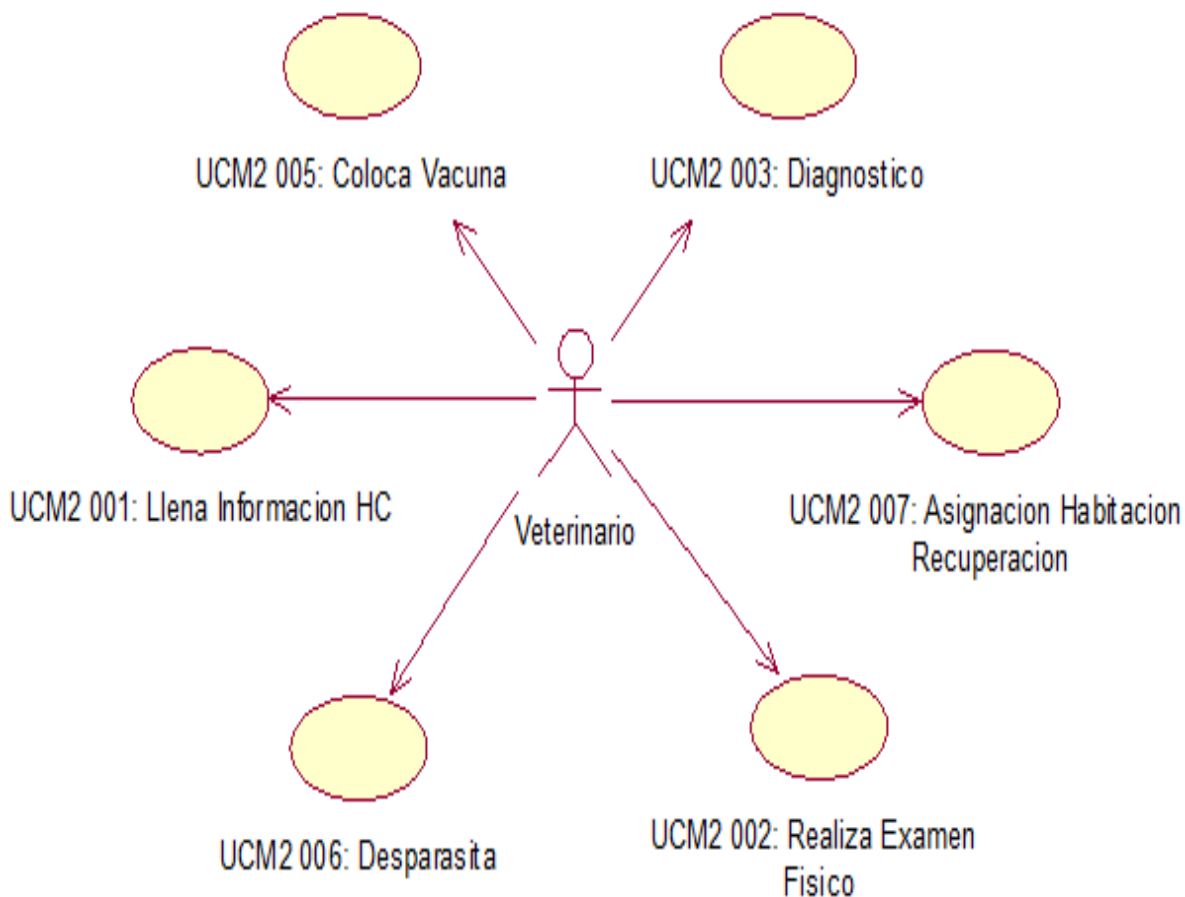 UCM2 005: Coloca Vacuna
UCM2 003: Diagnostico
UCM2 001: Llena Informacion HC
Veterinario
UCM2 007: Asignacion Habitacion
Recuperacion
UCM2 006: Desparasita
UCM2 002: Realiza Examen
Fisico